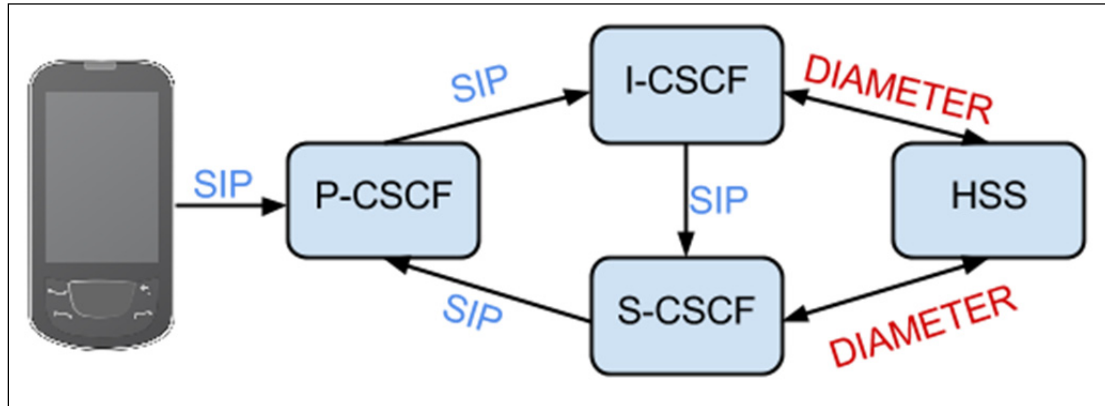 SIP
P-CSCF
SIP
I-CSCF
SIP
S-CSCF
SIP
DIAMETER
HSS
DIAMETER